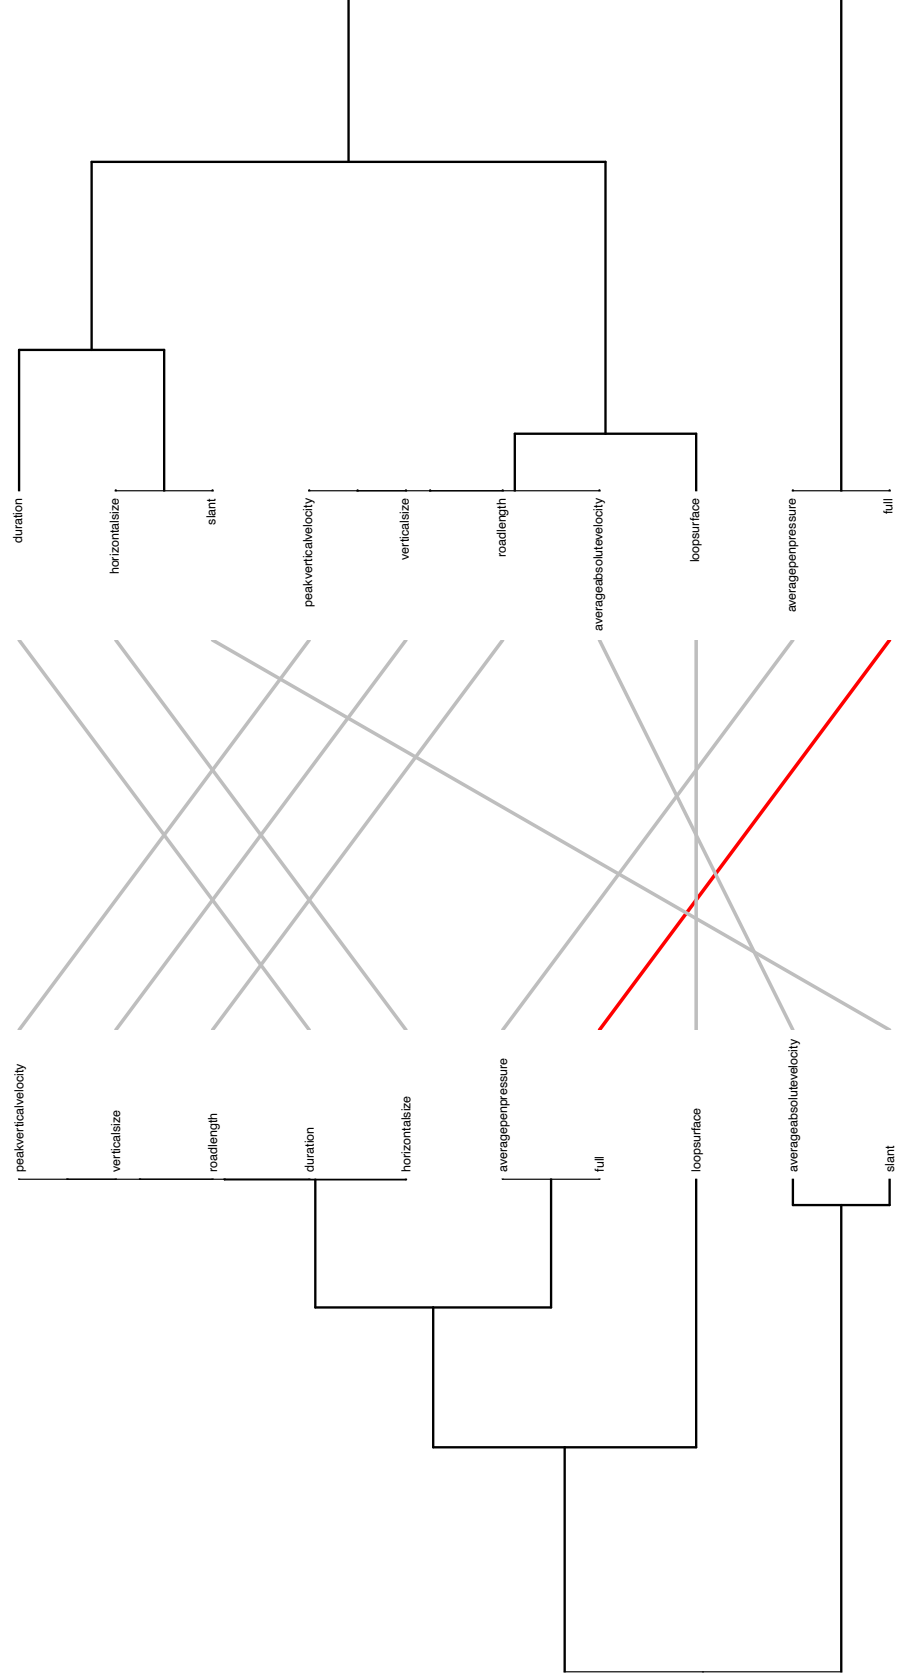 duration
horizontalsize
slant
peakverticalvelocity
verticalsize
roadlength
averageabsolutevelocity
loopsurface
averagepenpressure
full
peakverticalvelocity
verticalsize
roadlength
duration
horizontalsize
averagepenpressure
full
loopsurface
averageabsolutevelocity
slant